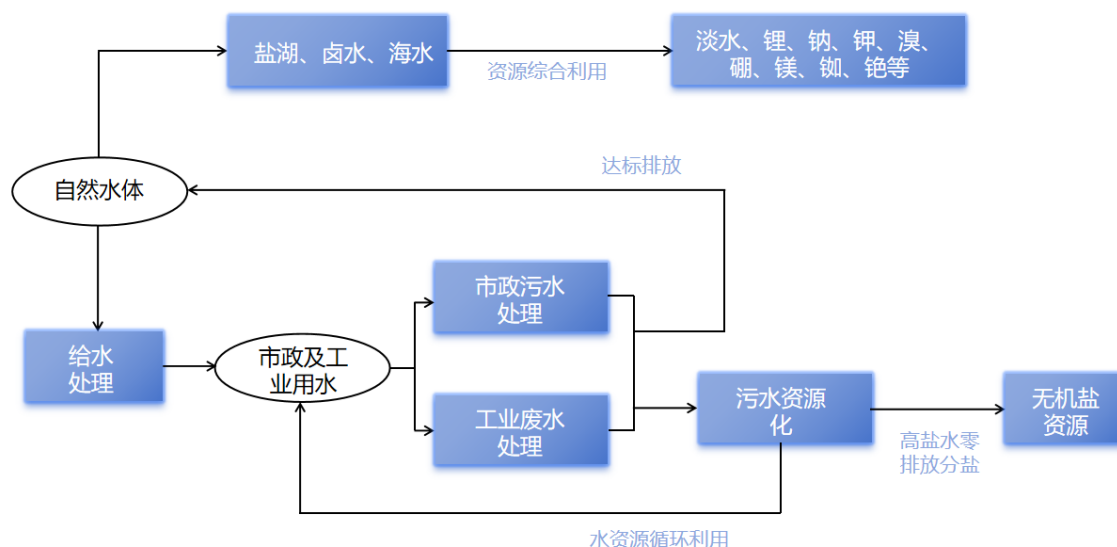 盐湖、卤水、海水
资源综合利用
淡水、锂、钠、钾、溴、
硼、镁、铷、铯等
达标排放
自然水体
市政污水
处理
给水
处理
市政及工
业用水
工业废水
处理
污水资源
化
无机盐
资源
高盐水零
排放分盐
水资源循环利用